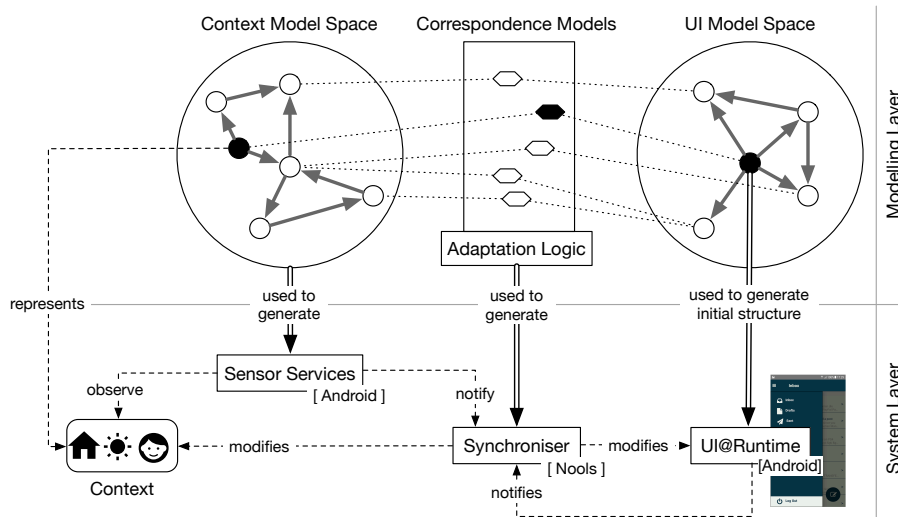 Context Model Space
Correspondence Models
UI Model Space
Modelling Layer
Adaptation Logic
represents
used to
generate
used to
generate
used to generate
initial structure
System Layer
Sensor Services
[ Android ]
observe
notify
Inbox
Inbox
Drafts
Sent
modifies
Synchroniser
[ Nools ]
modifies
UI@Runtime
[Android]
Context
notifies
Log Out